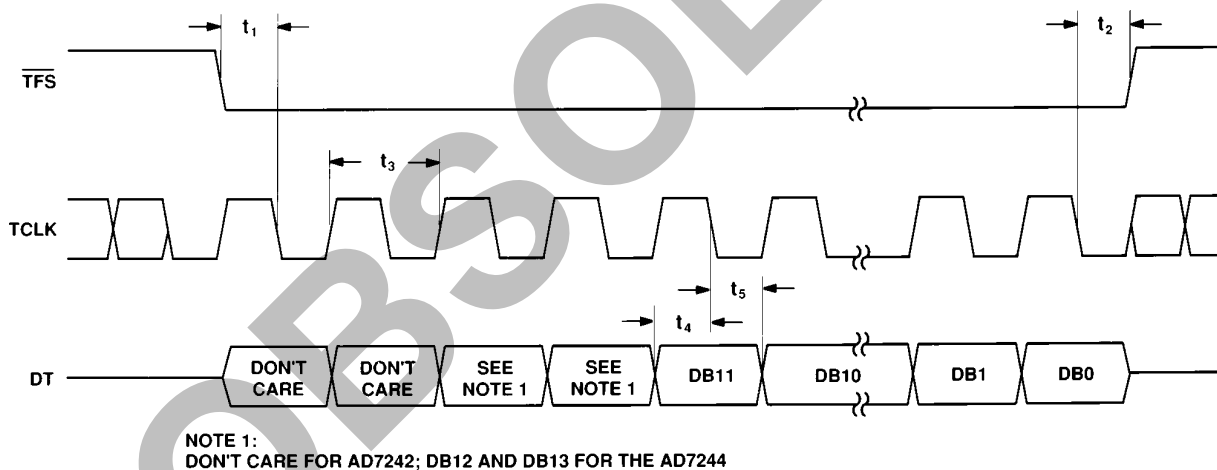 t1
t2
TFS
t3
TCLK
t5
t4
DT
DON'T CARE
DON'T CARE
SEE NOTE 1
SEE NOTE 1
DB11
DB10
DB1
DB0
NOTE 1:
DON'T CARE FOR AD7242; DB12 AND DB13 FOR THE AD7244
OBSOL